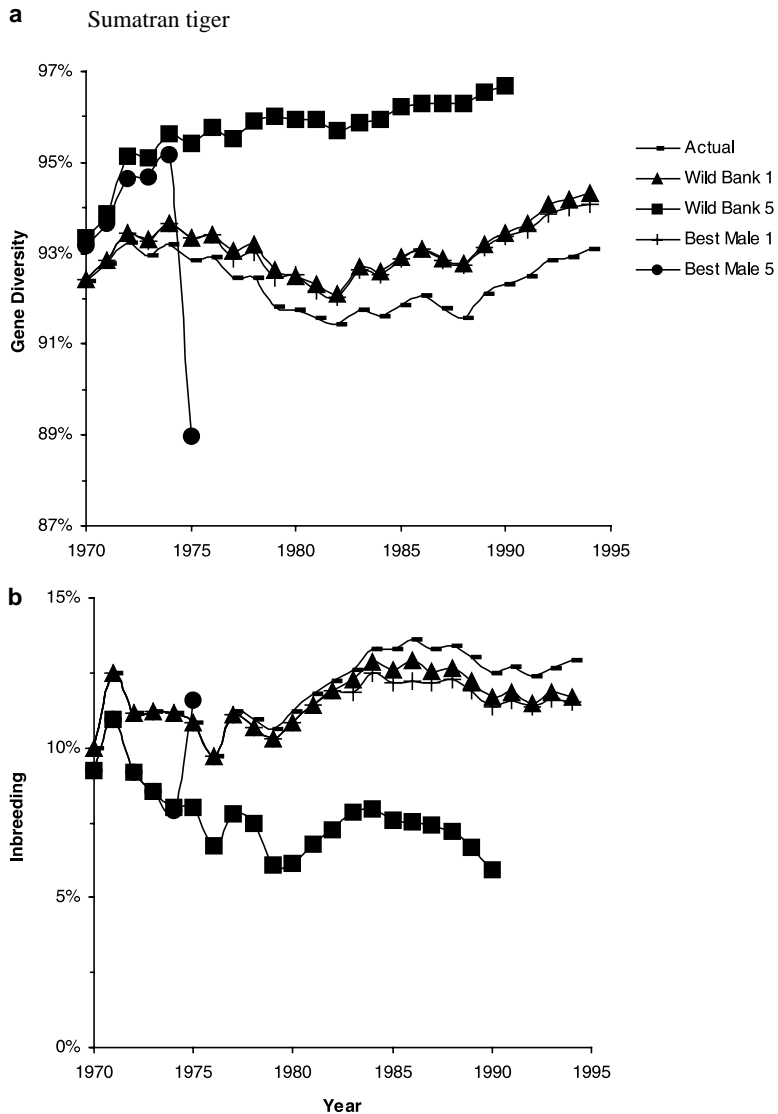 a
Sumatran tiger
97%
95%
93%
91%
89%
87%
Gene Diversity
1970 1975 1980 1985 1990 1995
Actual
Wild Bank 1
Wild Bank 5
Best Male 1
Best Male 5
b
15%
10%
5%
0%
Inbreeding
1970 1975 1980 1985 1990 1995
Year